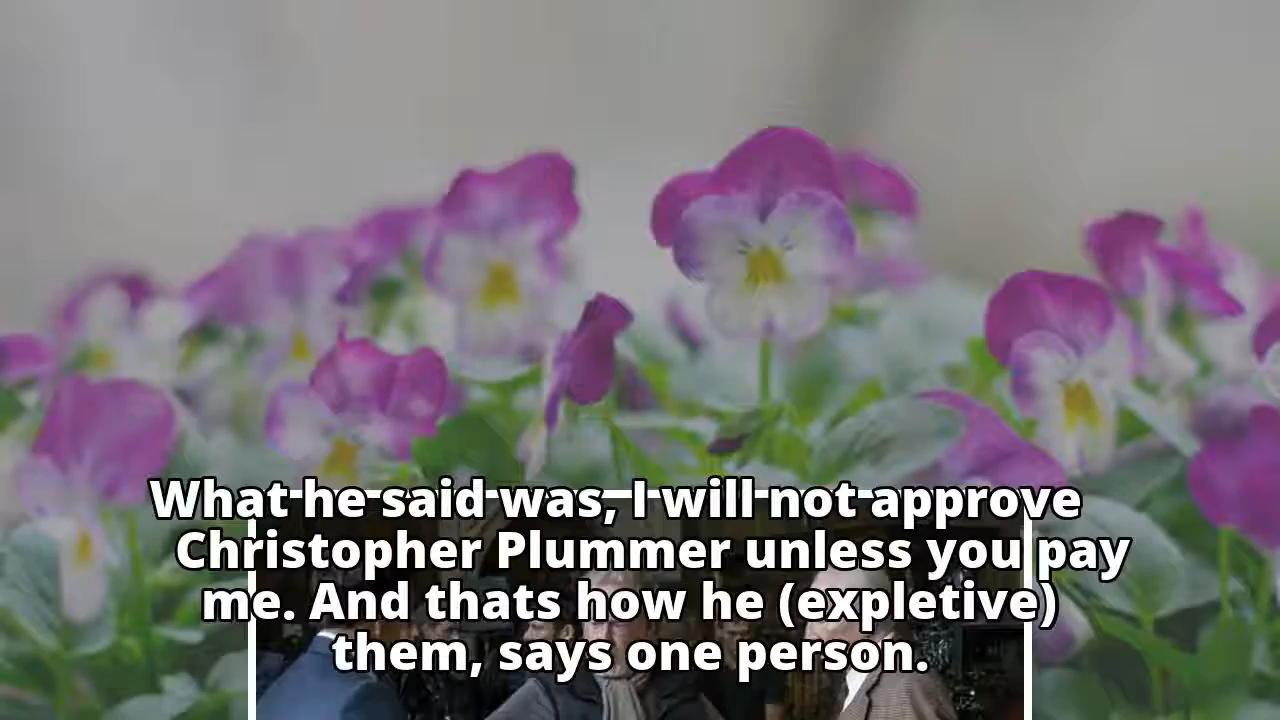 What he said was, I will not approve
Christopher Plummer unless you pay
me. And thats how he (expletive)
them, says one person.